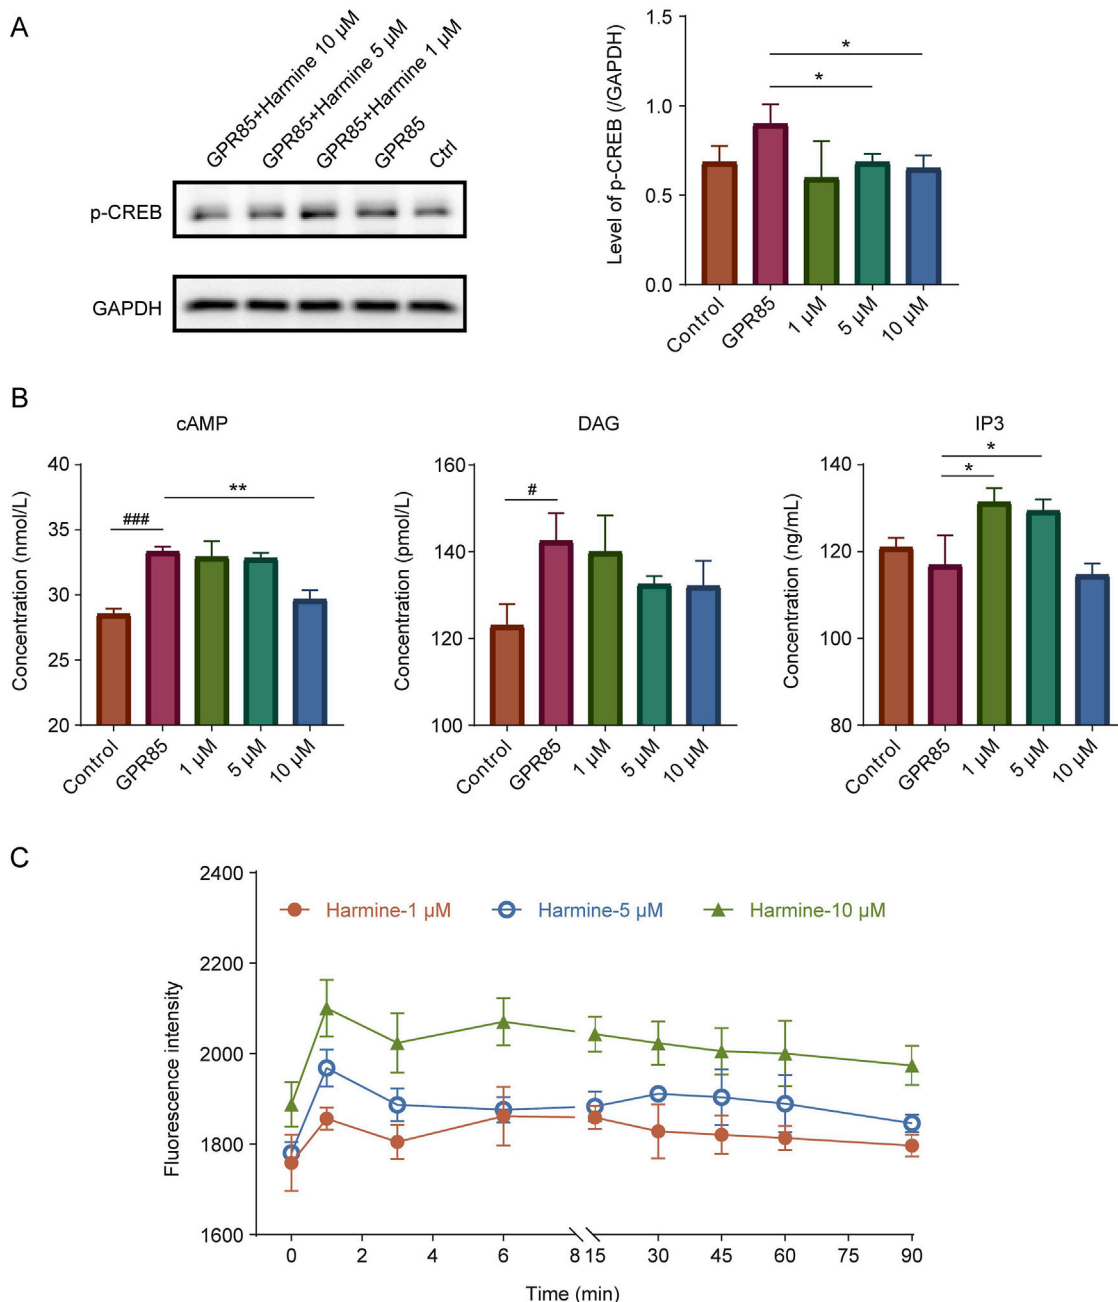 A
GPR85+Harmine 10 μM
GPR85+Harmine 5 μM
GPR85+Harmine 1 μM
GPR85
Ctrl
p-CREB
GAPDH
Level of p-CREB (/GAPDH)
1.5
1.0
0.5
0.0
*
*
Control
GPR85
1 μM
5 μM
10 μM
B
cAMP
Concentration (nmol/L)
40
35
30
25
20
###
**
Control
GPR85
1 μM
5 μM
10 μM
DAG
Concentration (pmol/L)
160
140
120
100
#
Control
GPR85
1 μM
5 μM
10 μM
IP3
Concentration (ng/mL)
140
120
100
80
*
*
Control
GPR85
1 μM
5 μM
10 μM
C
Fluorescence intensity
2400
2200
2000
1800
1600
Harmine-1 μM
Harmine-5 μM
Harmine-10 μM
0 2 4 6 8 15 30 45 60 75 90
Time (min)